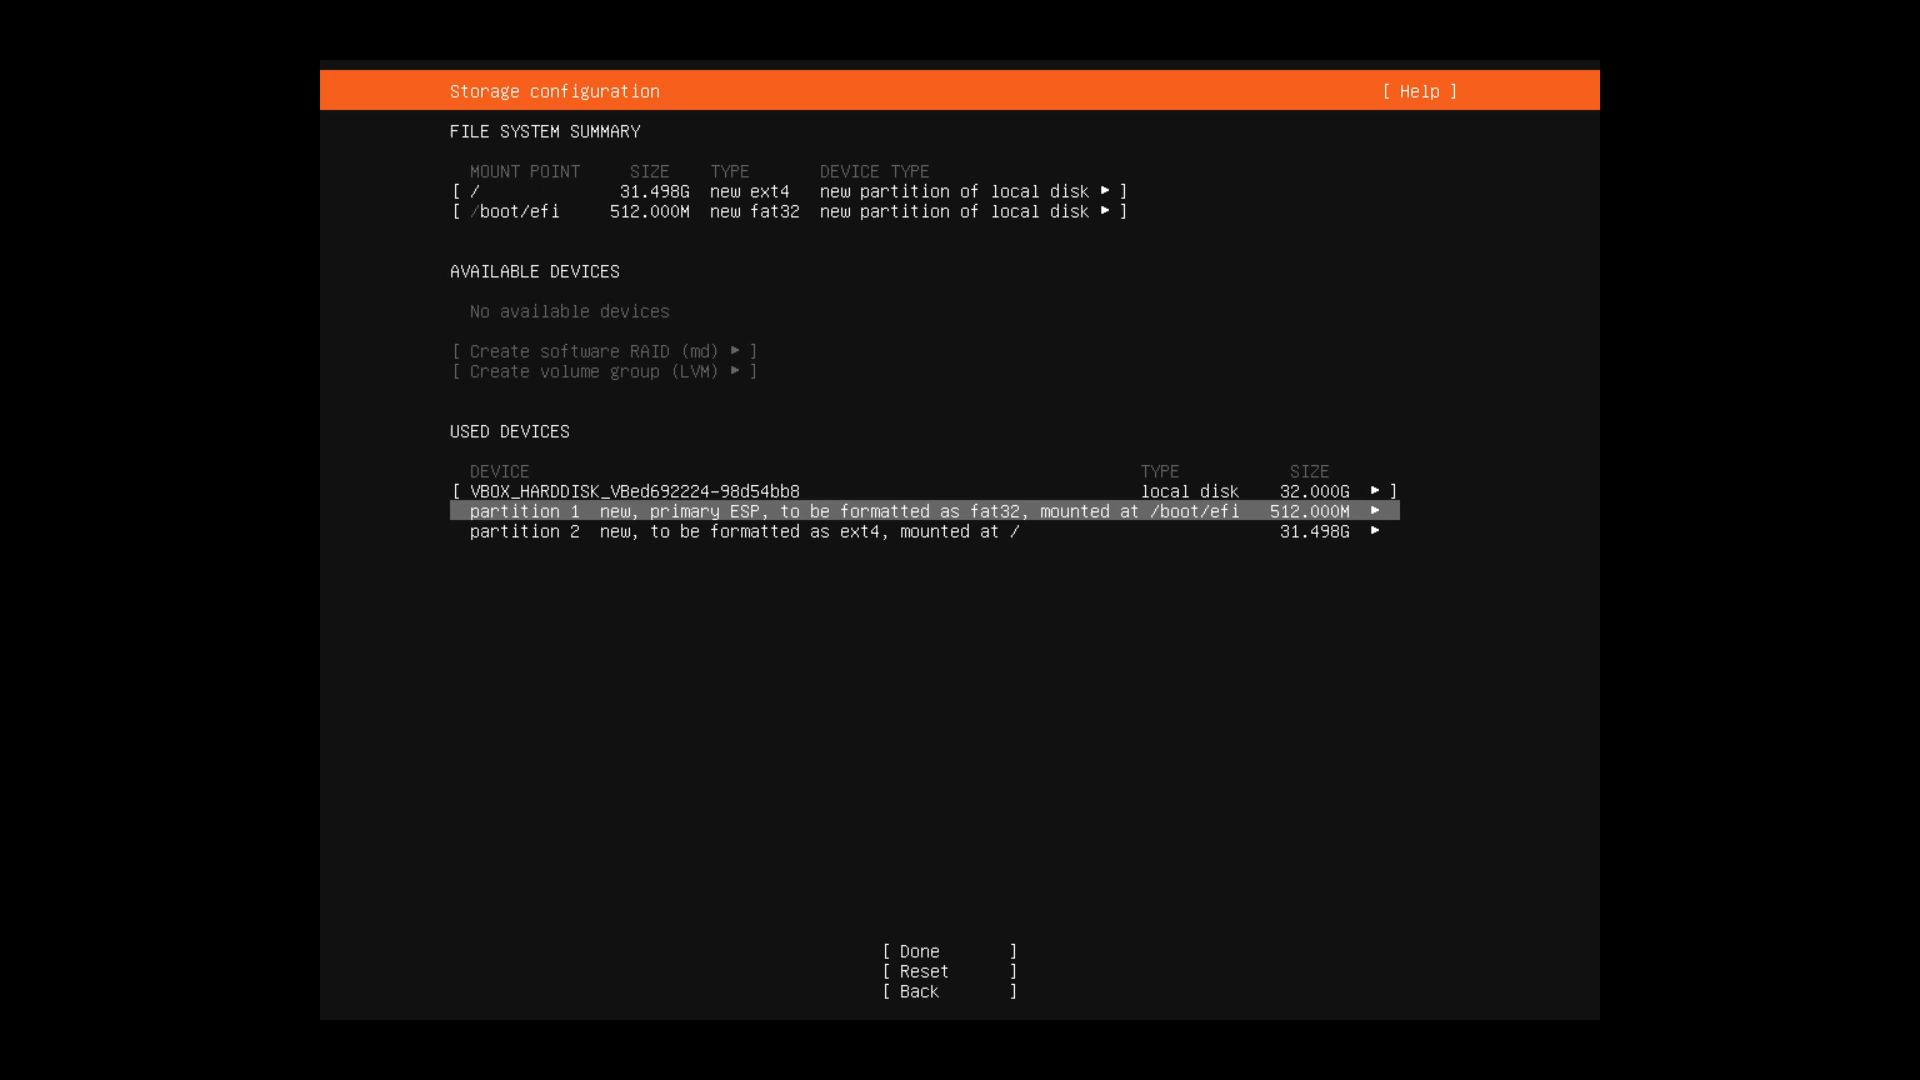 Storage configuration [ Help ]
FILE SYSTEM SUMMARY
MOUNT POINT SIZE TYPE DEVICE TYPE
[ / 31.498G new ext4 new partition of local disk ▸ ]
[ /boot/efi 512.000M new fat32 new partition of local disk ▸ ]
AVAILABLE DEVICES
No available devices
[ Create software RAID (md) ▸ ]
[ Create volume group (LVM) ▸ ]
USED DEVICES
DEVICE TYPE SIZE
[ VBOX_HARDDISK_VBed692224-98d54bb8 local disk 32.000G ▸ ]
partition 1 new, primary ESP, to be formatted as fat32, mounted at /boot/efi 512.000M ▸
partition 2 new, to be formatted as ext4, mounted at / 31.498G ▸
[ Done ]
[ Reset ]
[ Back ]